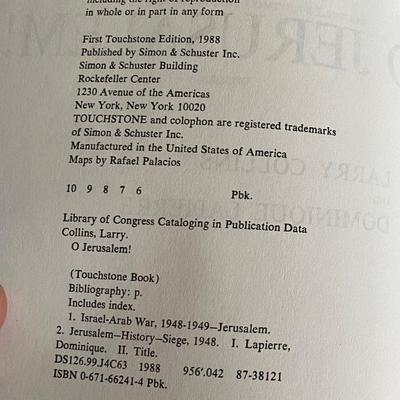 including the right of reproduction
in whole or in part in any form
First Touchstone Edition, 1988
Published by Simon & Schuster Inc.
Simon & Schuster Building
Rockefeller Center
1230 Avenue of the Americas
New York, New York 10020
TOUCHSTONE and colophon are registered trademarks
of Simon & Schuster Inc.
Manufactured in the United States of America
Maps by Rafael Palacios
10 9 8 7 6 Pbk.
Library of Congress Cataloging in Publication Data
Collins, Larry.
O Jerusalem!
(Touchstone Book)
Bibliography: p.
Includes index.
1. Israel-Arab War, 1948-1949—Jerusalem.
2. Jerusalem—History—Siege, 1948. I. Lapierre,
Dominique. II. Title.
DS126.99.J4C63 1988 956'.042 87-38121
ISBN 0-671-66241-4 Pbk.